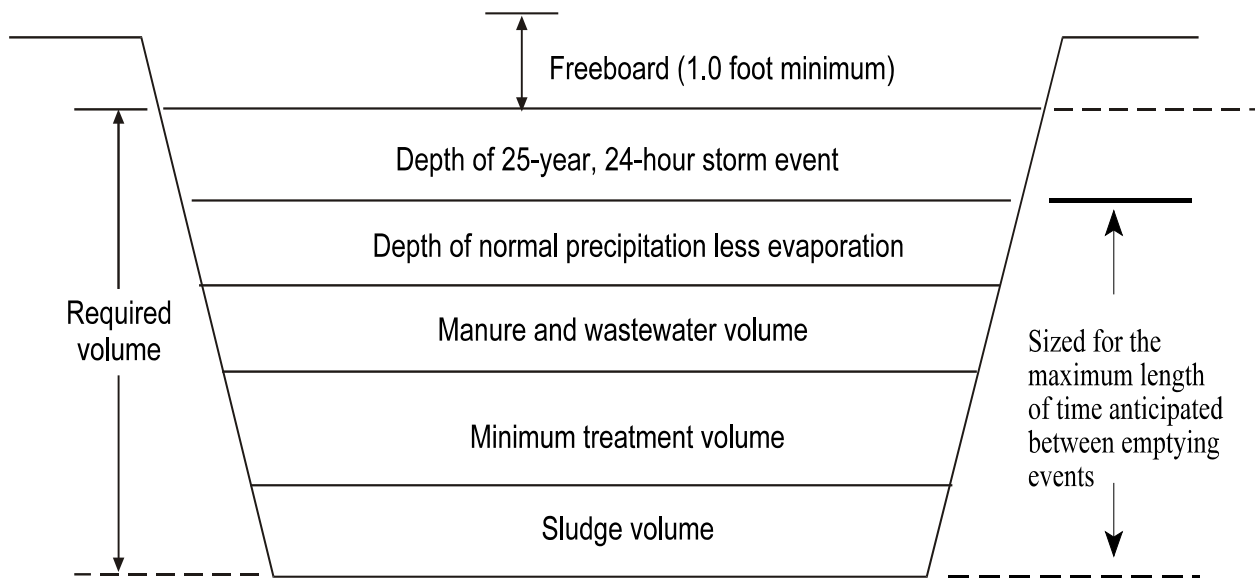 Freeboard (1.0 foot minimum)
Depth of 25-year, 24-hour storm event
Depth of normal precipitation less evaporation
Required
volume
Manure and wastewater volume
Sized for the
maximum length
of time anticipated
between emptying
events
Minimum treatment volume
Sludge volume